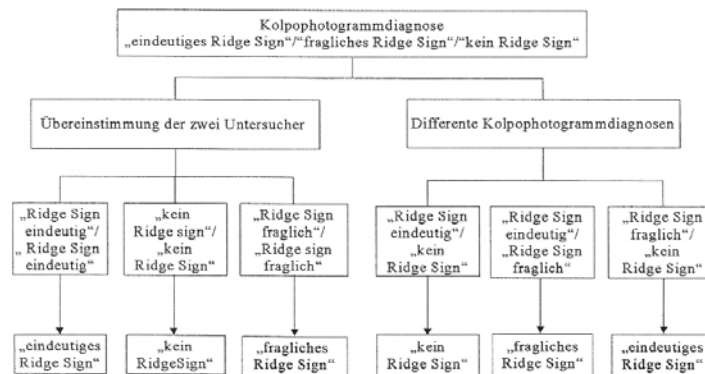 Kolpophotogrammdiagnose
„eindeutiges Ridge Sign“/“fragliches Ridge Sign“/“kein Ridge Sign“
Übereinstimmung der zwei Untersucher
Differente Kolpophotogrammdiagnosen
„Ridge Sign
eindeutig“/
„ Ridge Sign
eindeutig“
„kein
Ridge sign“/
„kein
Ridge Sign“
„Ridge Sign
fraglich“/
„Ridge sign
fraglich“
„Ridge Sign
eindeutig“/
„kein
Ridge Sign“
„Ridge Sign
eindeutig“/
„Ridge Sign
fraglich“
„Ridge Sign
fraglich“/
„kein
Ridge Sign“
„eindeutiges
Ridge Sign“
„kein
RidgeSign“
„fragliches
Ridge Sign“
„kein
Ridge Sign“
„fragliches
Ridge Sign“
„eindeutiges
Ridge Sign“